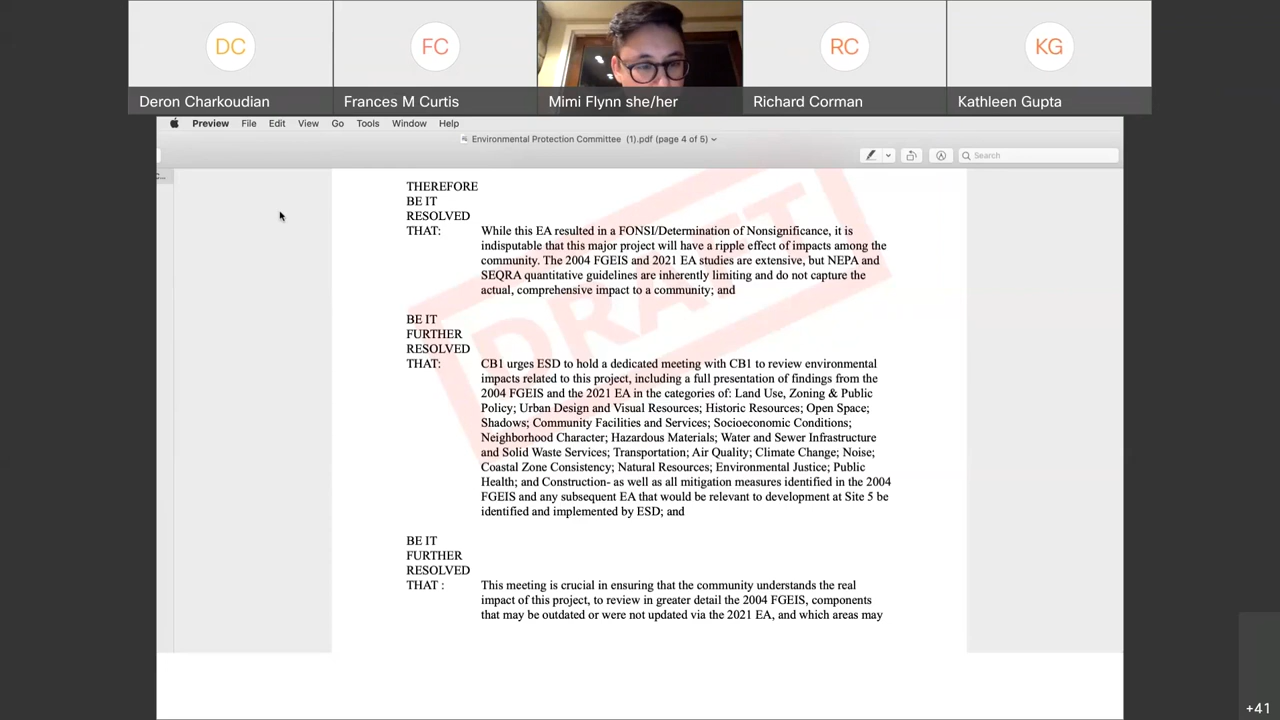 DC
FC
RC
KG
Deron Charkoudian
Frances M Curtis
Mimi Flynn she/her
Richard Corman
Kathleen Gupta
Preview File Edit View Go Tools Window Help
Environmental Protection Committee (1).pdf (page 4 of 5)
Search
DRAFT
THEREFORE
BE IT
RESOLVED
THAT: While this EA resulted in a FONSI/Determination of Nonsignificance, it is
indisputable that this major project will have a ripple effect of impacts among the
community. The 2004 FGEIS and 2021 EA studies are extensive, but NEPA and
SEQRA quantitative guidelines are inherently limiting and do not capture the
actual, comprehensive impact to a community; and
BE IT
FURTHER
RESOLVED
THAT: CB1 urges ESD to hold a dedicated meeting with CB1 to review environmental
impacts related to this project, including a full presentation of findings from the
2004 FGEIS and the 2021 EA in the categories of: Land Use, Zoning & Public
Policy; Urban Design and Visual Resources; Historic Resources; Open Space;
Shadows; Community Facilities and Services; Socioeconomic Conditions;
Neighborhood Character; Hazardous Materials; Water and Sewer Infrastructure
and Solid Waste Services; Transportation; Air Quality; Climate Change; Noise;
Coastal Zone Consistency; Natural Resources; Environmental Justice; Public
Health; and Construction- as well as all mitigation measures identified in the 2004
FGEIS and any subsequent EA that would be relevant to development at Site 5 be
identified and implemented by ESD; and
BE IT
FURTHER
RESOLVED
THAT : This meeting is crucial in ensuring that the community understands the real
impact of this project, to review in greater detail the 2004 FGEIS, components
that may be outdated or were not updated via the 2021 EA, and which areas may
+41